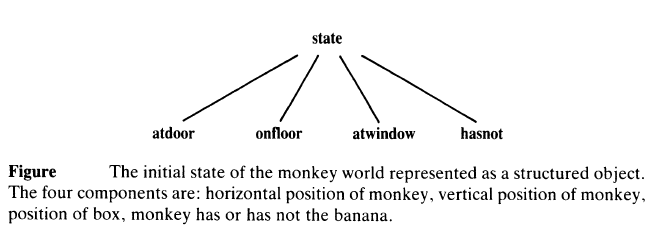 state
atdoor onfloor atwindow hasnot
Figure The initial state of the monkey world represented as a structured object.
The four components are: horizontal position of monkey, vertical position of monkey,
position of box, monkey has or has not the banana.